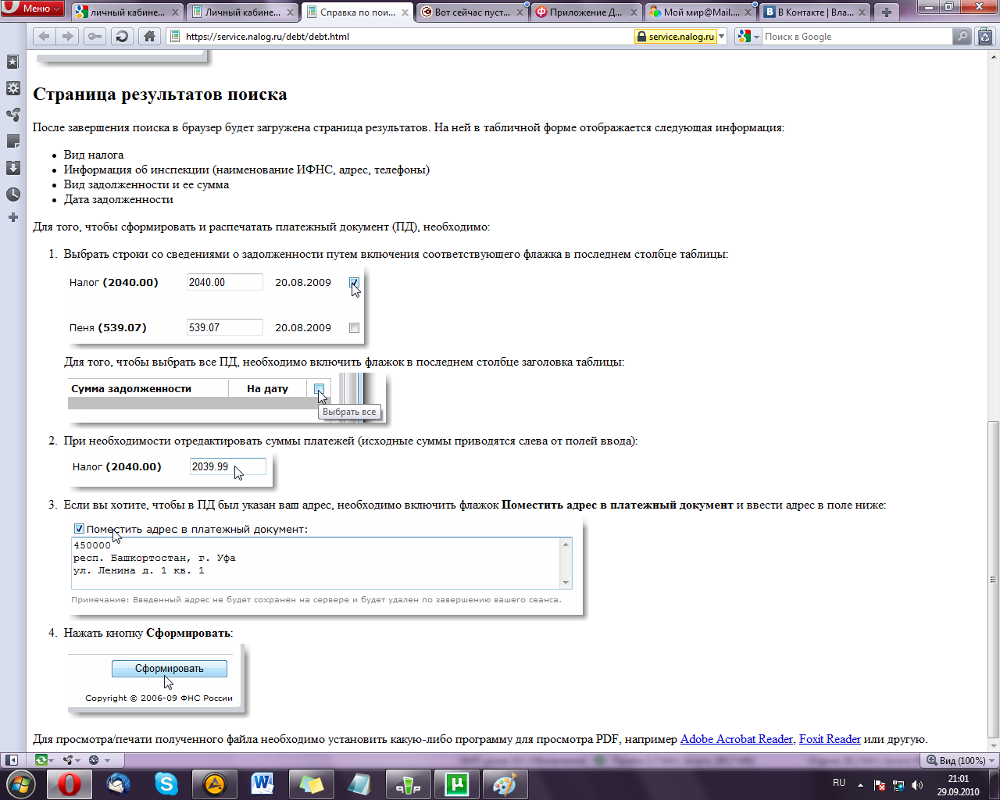 Меню
личный кабине...
Личный кабине...
Справка по пои...
Вот сейчас пуст...
Приложение Д...
Мой мир@Mail....
В Контакте | Вла...
https://service.nalog.ru/debt/debt.html
service.nalog.ru
Поиск в Google
Страница результатов поиска
После завершения поиска в браузер будет загружена страница результатов. На ней в табличной форме отображается следующая информация:
Вид налога
Информация об инспекции (наименование ИФНС, адрес, телефоны)
Вид задолженности и ее сумма
Дата задолженности
Для того, чтобы сформировать и распечатать платежный документ (ПД), необходимо:
1. Выбрать строки со сведениями о задолженности путем включения соответствующего флажка в последнем столбце таблицы:
Налог (2040.00) 2040.00 20.08.2009
Пеня (539.07) 539.07 20.08.2009
Для того, чтобы выбрать все ПД, необходимо включить флажок в последнем столбце заголовка таблицы:
Сумма задолженности На дату
Выбрать все
2. При необходимости отредактировать суммы платежей (исходные суммы приводятся слева от полей ввода):
Налог (2040.00) 2039.99
3. Если вы хотите, чтобы в ПД был указан ваш адрес, необходимо включить флажок Поместить адрес в платежный документ и ввести адрес в поле ниже:
Поместить адрес в платежный документ:
450000
респ. Башкортостан, г. Уфа
ул. Ленина д. 1 кв. 1
Примечание: Введенный адрес не будет сохранен на сервере и будет удален по завершению вашего сеанса.
4. Нажать кнопку Сформировать:
Сформировать
Copyright © 2006-09 ФНС России
Для просмотра/печати полученного файла необходимо установить какую-либо программу для просмотра PDF, например Adobe Acrobat Reader, Foxit Reader или другую.
Вид (100%)
RU
21:01
29.09.2010